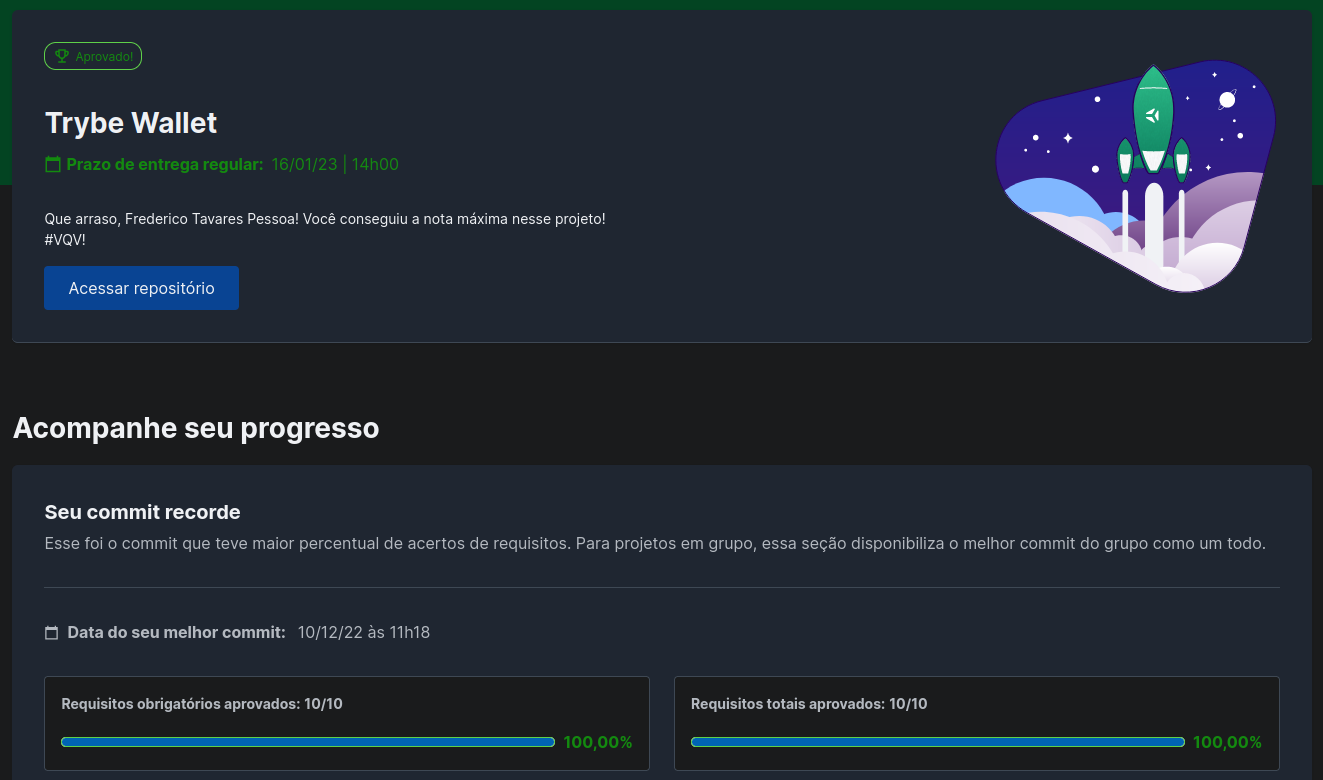 Aprovado!
Trybe Wallet
Prazo de entrega regular: 16/01/23 | 14h00
Que arraso, Frederico Tavares Pessoa! Você conseguiu a nota máxima nesse projeto!
#VQV!
Acessar repositório
Acompanhe seu progresso
Seu commit recorde
Esse foi o commit que teve maior percentual de acertos de requisitos. Para projetos em grupo, essa seção disponibiliza o melhor commit do grupo como um todo.
Data do seu melhor commit: 10/12/22 às 11h18
Requisitos obrigatórios aprovados: 10/10
100,00%
Requisitos totais aprovados: 10/10
100,00%